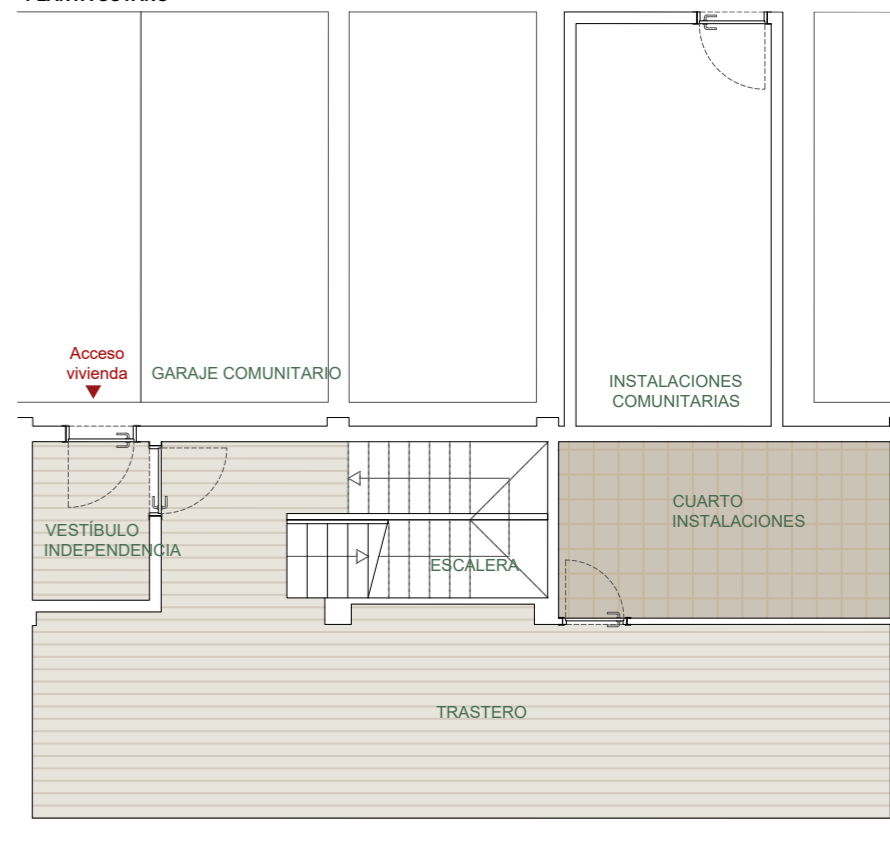 Acceso
vivienda
GARAJE COMUNITARIO
INSTALACIONES
COMUNITARIAS
CUARTO
INSTALACIONES
VESTÍBULO
INDEPENDENCIA
ESCALERA
TRASTERO